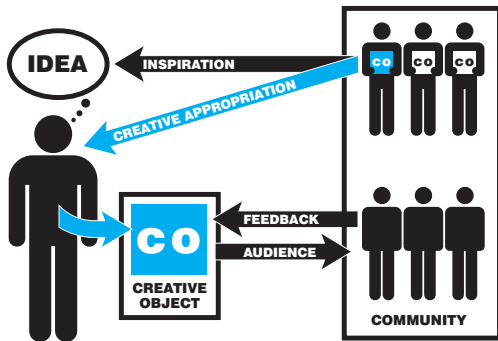 IDEA
INSPIRATION
CO CO CO
CREATIVE APPROPRIATION
FEEDBACK
CO
AUDIENCE
CREATIVE
OBJECT
COMMUNITY